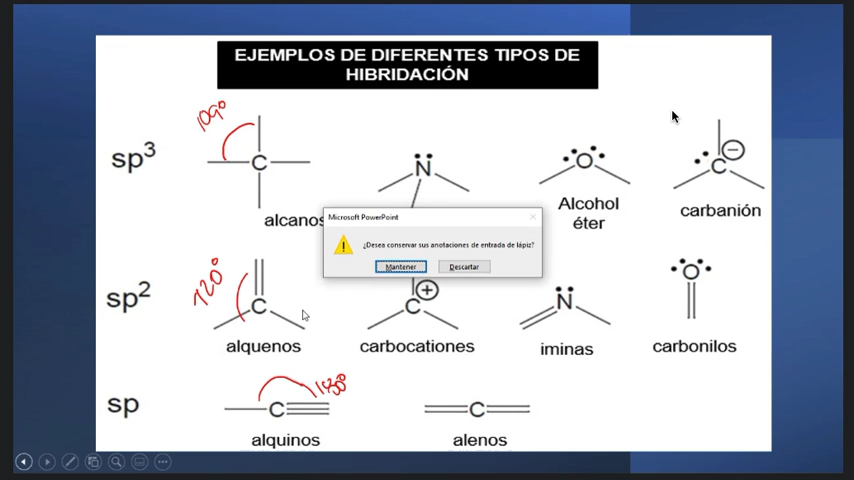 EJEMPLOS DE DIFERENTES TIPOS DE
HIBRIDACIÓN
109°
sp3
C
N
O
C
alcanos
Alcohol
éter
carbanión
Microsoft PowerPoint
¿Desea conservar sus anotaciones de entrada de lápiz?
Mantener
Descartar
120°
sp2
C
C
N
O
alquenos
carbocationes
iminas
carbonilos
180°
sp
C
C
alquinos
alenos